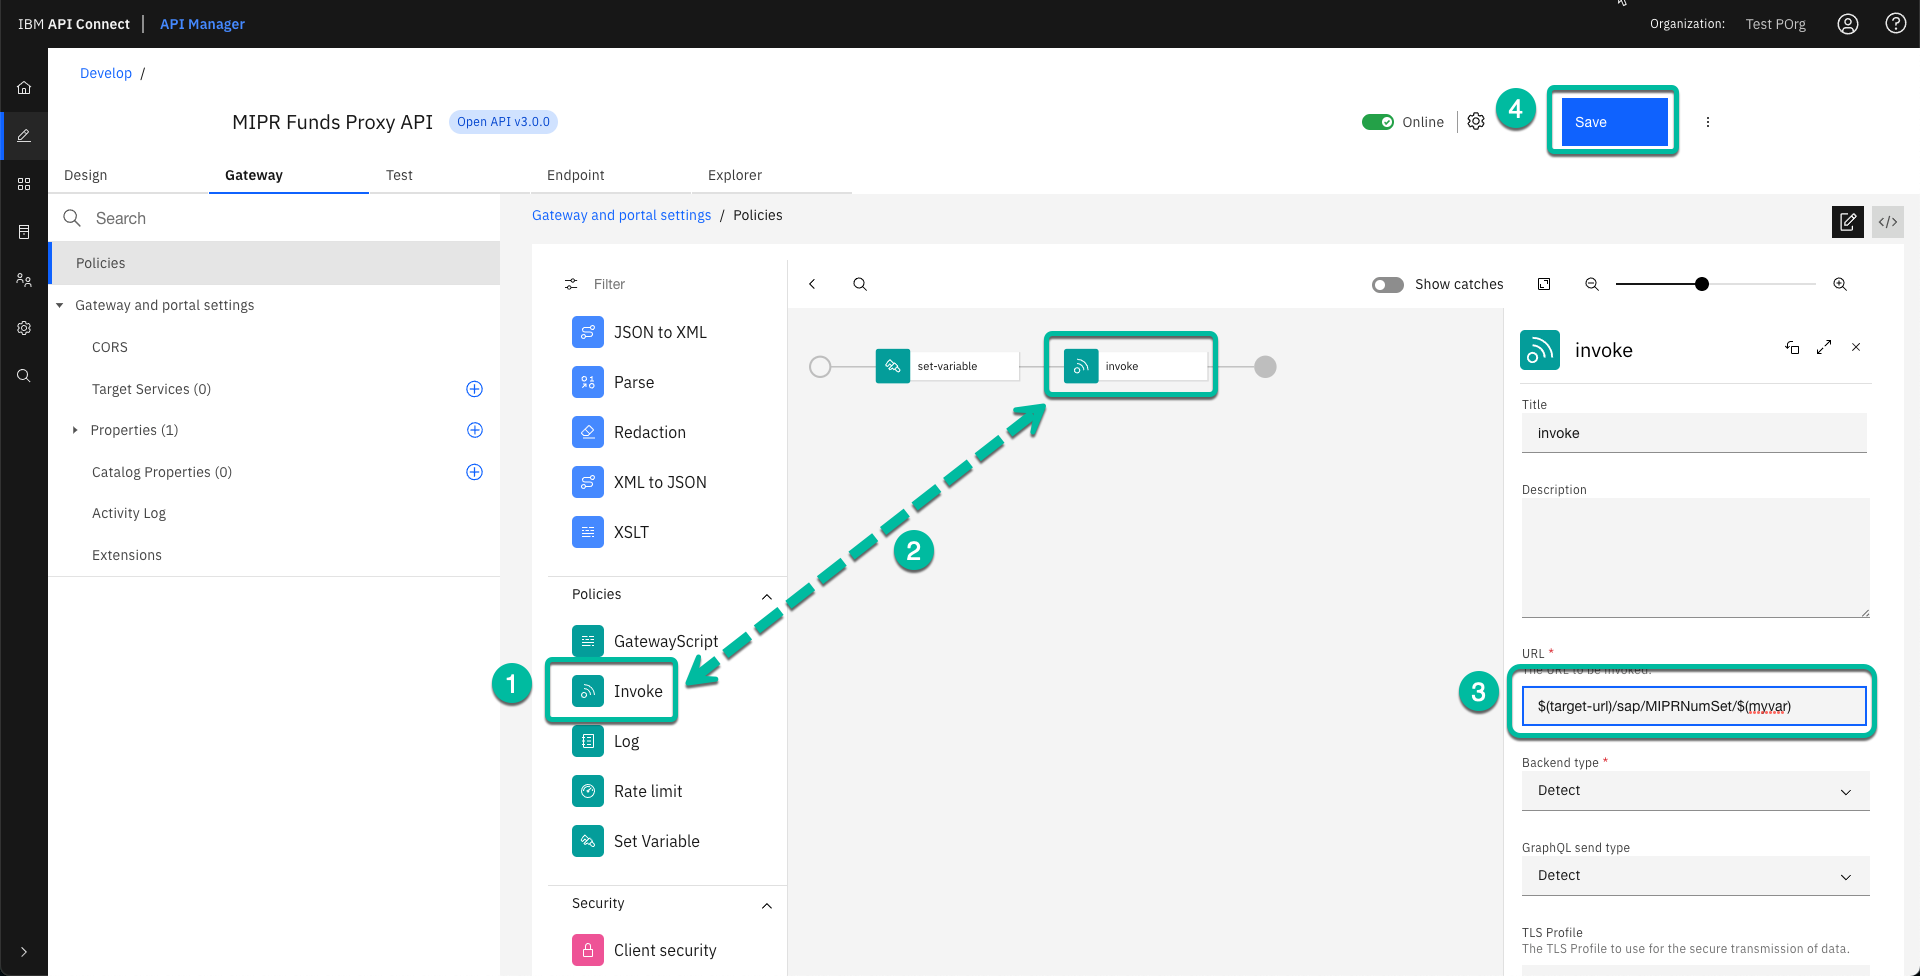 IBM API Connect | API Manager
Organization: Test POrg
Develop /
MIPR Funds Proxy API
Open API v3.0.0
Online
4
Save
Design
Gateway
Test
Endpoint
Explorer
Search
Policies
Gateway and portal settings
CORS
Target Services (0)
Properties (1)
Catalog Properties (0)
Activity Log
Extensions
Gateway and portal settings / Policies
</>
Filter
Show catches
JSON to XML
Parse
Redaction
XML to JSON
XSLT
Policies
GatewayScript
1
Invoke
Log
Rate limit
Set Variable
Security
Client security
set-variable
invoke
2
invoke
Title
invoke
Description
URL *
The URL to be invoked.
3
$(target-url)/sap/MIPRNumSet/$(myvar)
Backend type *
Detect
GraphQL send type
Detect
TLS Profile
The TLS Profile to use for the secure transmission of data.